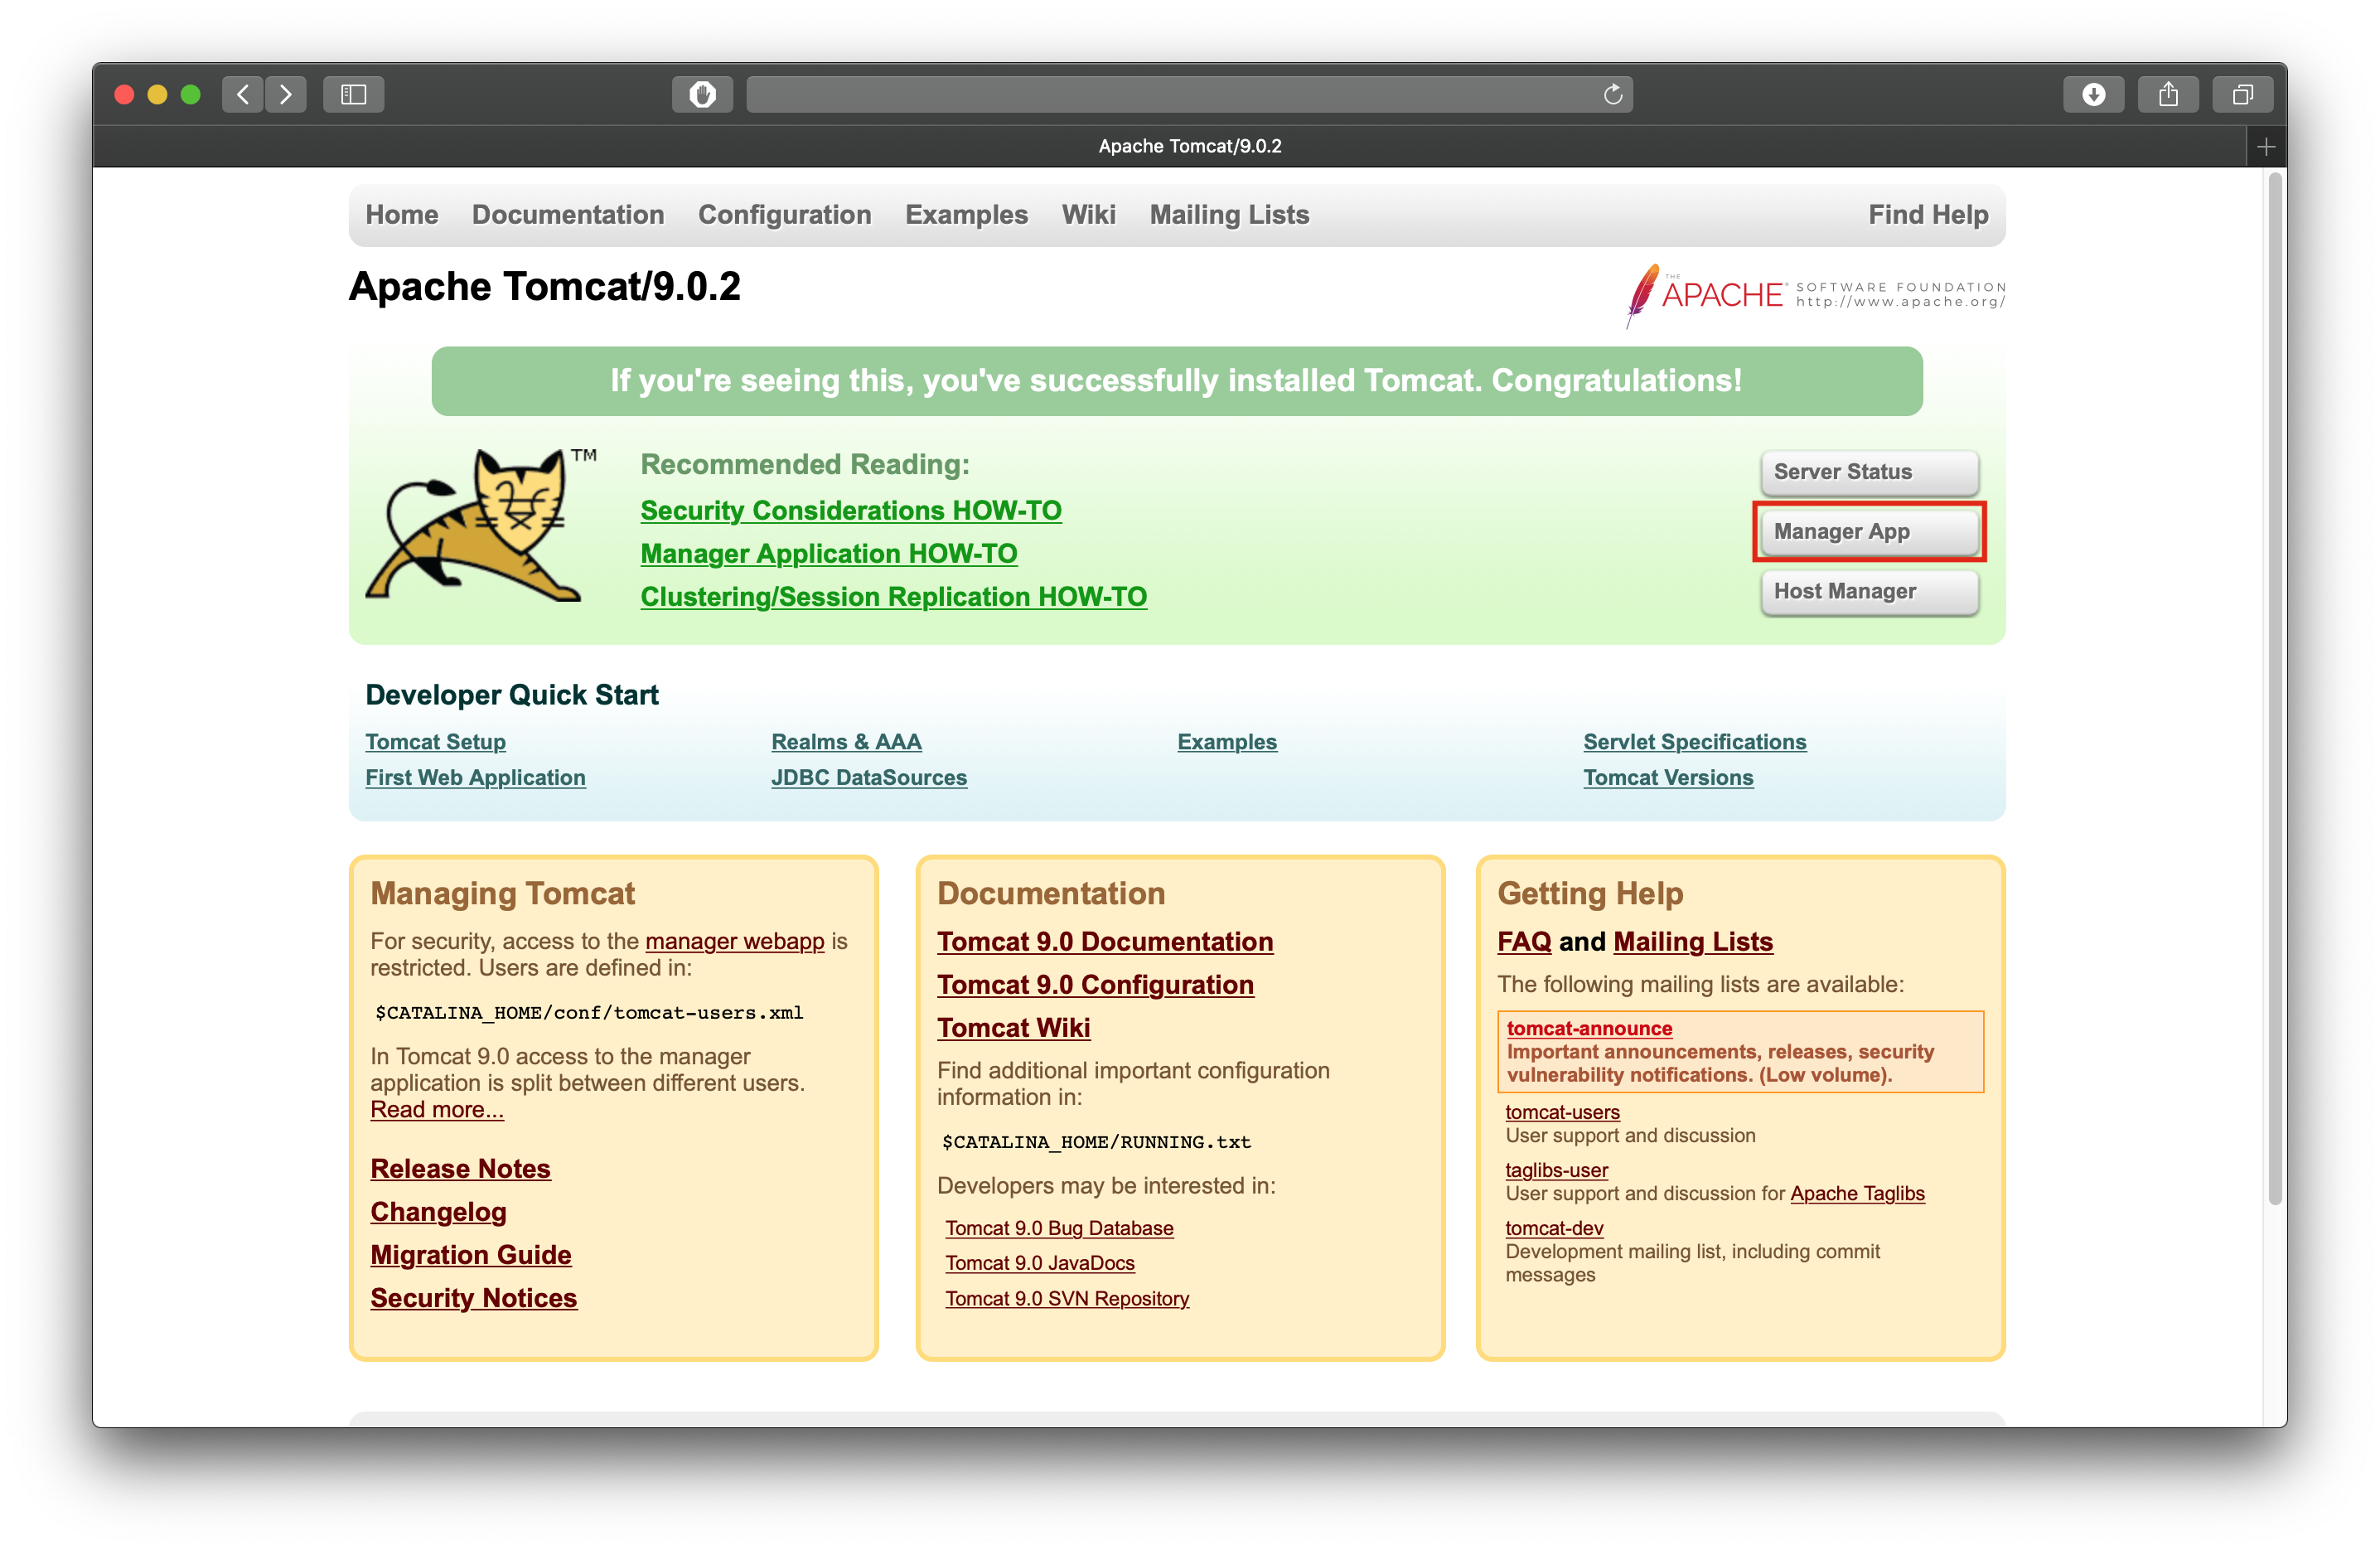 Apache Tomcat/9.0.2
Home Documentation Configuration Examples Wiki Mailing Lists Find Help
Apache Tomcat/9.0.2
THE
APACHE® SOFTWARE FOUNDATION
http://www.apache.org/
If you're seeing this, you've successfully installed Tomcat. Congratulations!
TM
Recommended Reading:
Security Considerations HOW-TO
Manager Application HOW-TO
Clustering/Session Replication HOW-TO
Server Status
Manager App
Host Manager
Developer Quick Start
Tomcat Setup
First Web Application
Realms & AAA
JDBC DataSources
Examples
Servlet Specifications
Tomcat Versions
Managing Tomcat
For security, access to the manager webapp is
restricted. Users are defined in:
$CATALINA_HOME/conf/tomcat-users.xml
In Tomcat 9.0 access to the manager
application is split between different users.
Read more...
Release Notes
Changelog
Migration Guide
Security Notices
Documentation
Tomcat 9.0 Documentation
Tomcat 9.0 Configuration
Tomcat Wiki
Find additional important configuration
information in:
$CATALINA_HOME/RUNNING.txt
Developers may be interested in:
Tomcat 9.0 Bug Database
Tomcat 9.0 JavaDocs
Tomcat 9.0 SVN Repository
Getting Help
FAQ and Mailing Lists
The following mailing lists are available:
tomcat-announce
Important announcements, releases, security
vulnerability notifications. (Low volume).
tomcat-users
User support and discussion
taglibs-user
User support and discussion for Apache Taglibs
tomcat-dev
Development mailing list, including commit
messages